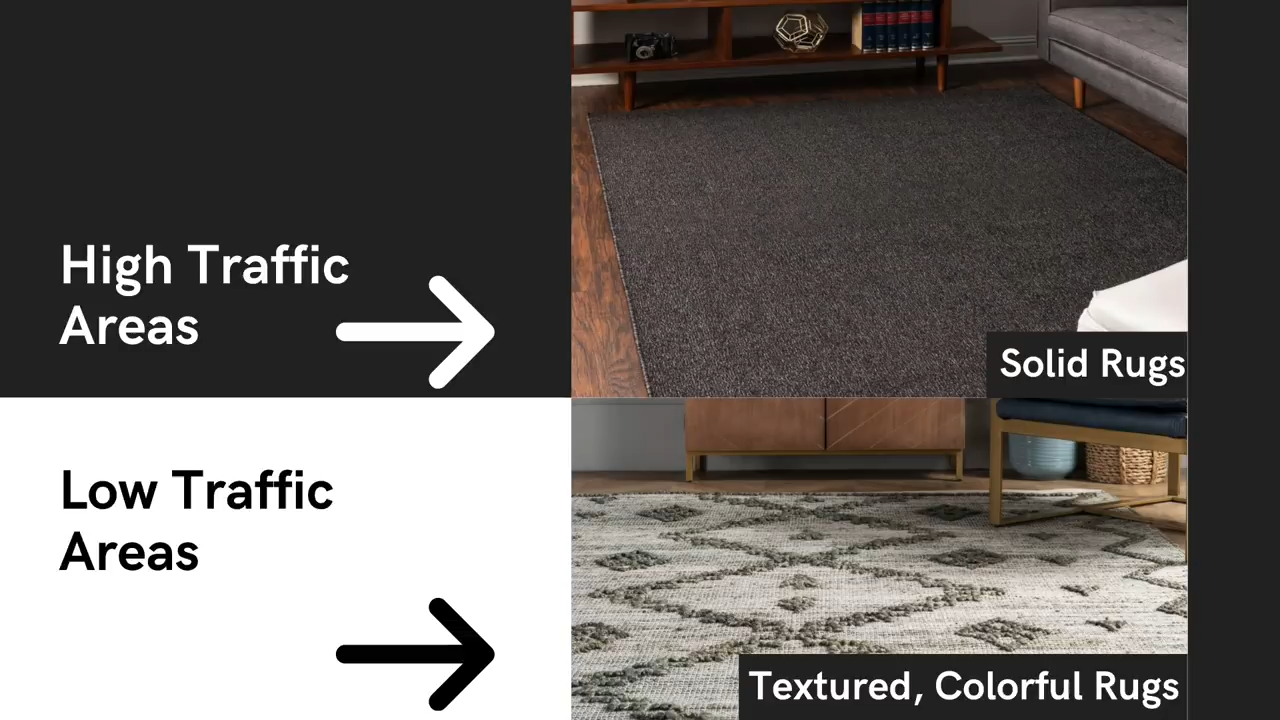 High Traffic
Areas
Solid Rugs
Low Traffic
Areas
Textured, Colorful Rugs